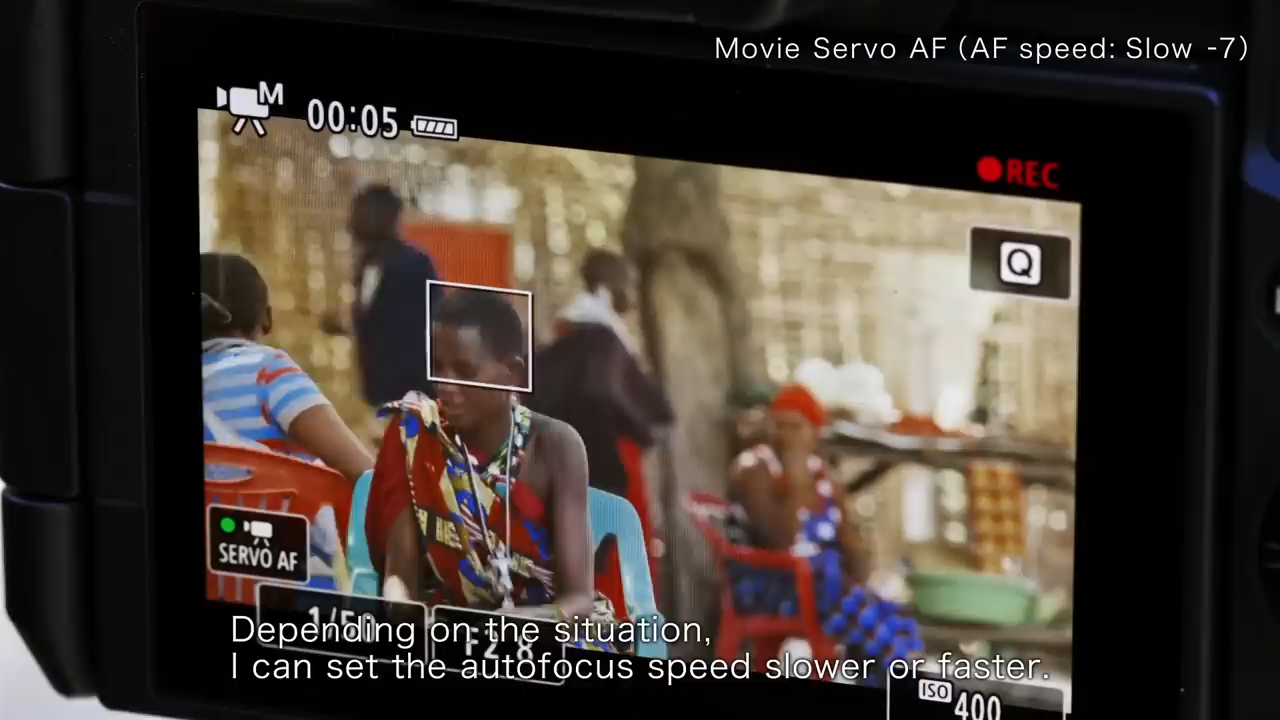 Movie Servo AF (AF speed: Slow -7)
M
00:05
REC
Q
SERVO AF
Depending on the situation,
I can set the autofocus speed slower or faster.
ISO 400